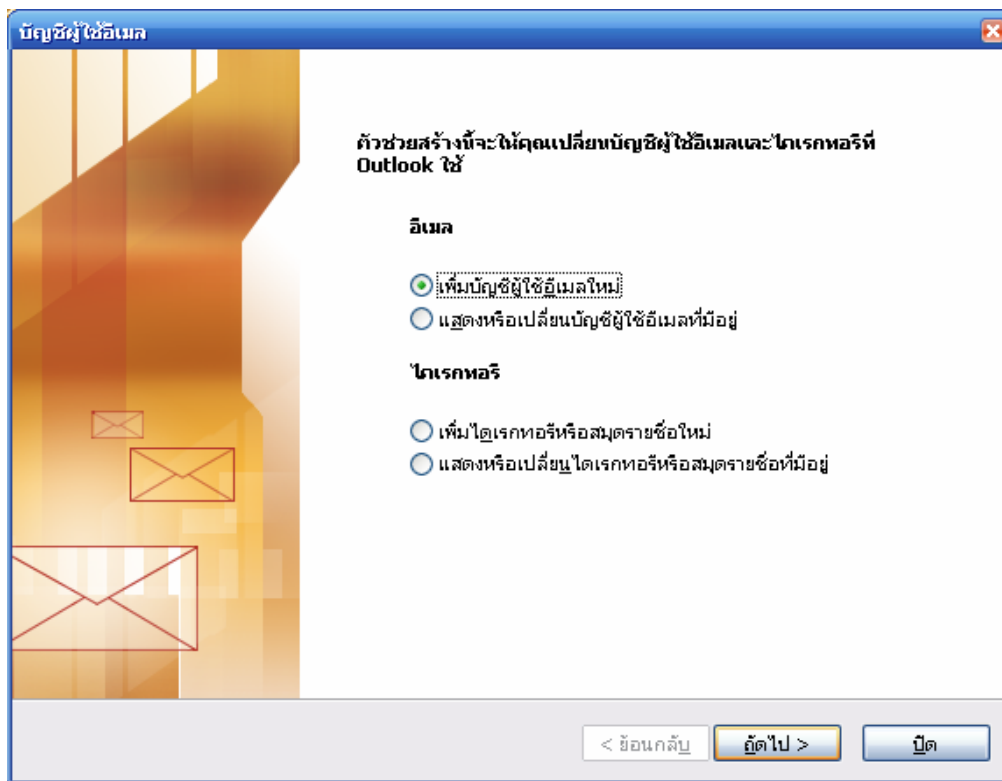 บัญชีผู้ใช้อีเมล
ตัวช่วยสร้างนี้จะให้คุณเปลี่ยนบัญชีผู้ใช้อีเมลและไดเรกทอรีที่
Outlook ใช้
อีเมล
เพิ่มบัญชีผู้ใช้อีเมลใหม่
แสดงหรือเปลี่ยนบัญชีผู้ใช้อีเมลที่มีอยู่
ไดเรกทอรี
เพิ่มไดเรกทอรีหรือสมุดรายชื่อใหม่
แสดงหรือเปลี่ยนไดเรกทอรีหรือสมุดรายชื่อที่มีอยู่
< ย้อนกลับ ถัดไป > ปิด